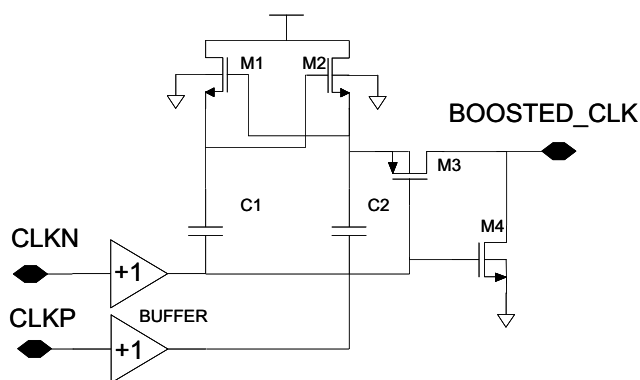 M1
M2
BOOSTED_CLK
M3
C1
C2
M4
CLKN
+1
CLKP
BUFFER
+1